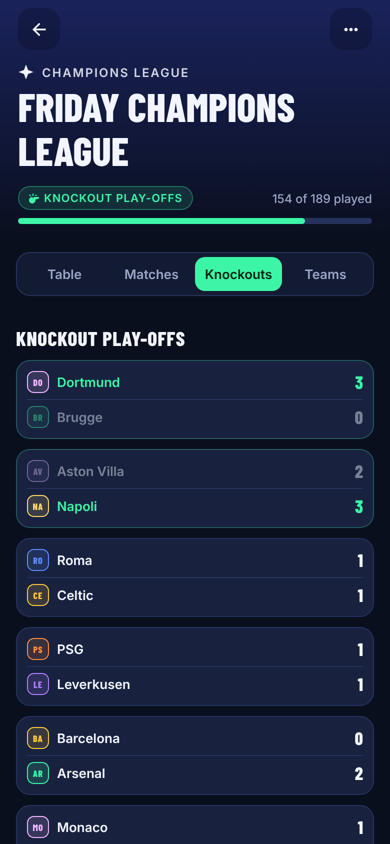 CHAMPIONS LEAGUE
FRIDAY CHAMPIONS
LEAGUE
KNOCKOUT PLAY-OFFS
154 of 189 played
Table
Matches
Knockouts
Teams
KNOCKOUT PLAY-OFFS
DO Dortmund 3
BR Brugge 0
AV Aston Villa 2
NA Napoli 3
RO Roma 1
CE Celtic 1
PS PSG 1
LE Leverkusen 1
BA Barcelona 0
AR Arsenal 2
MO Monaco 1